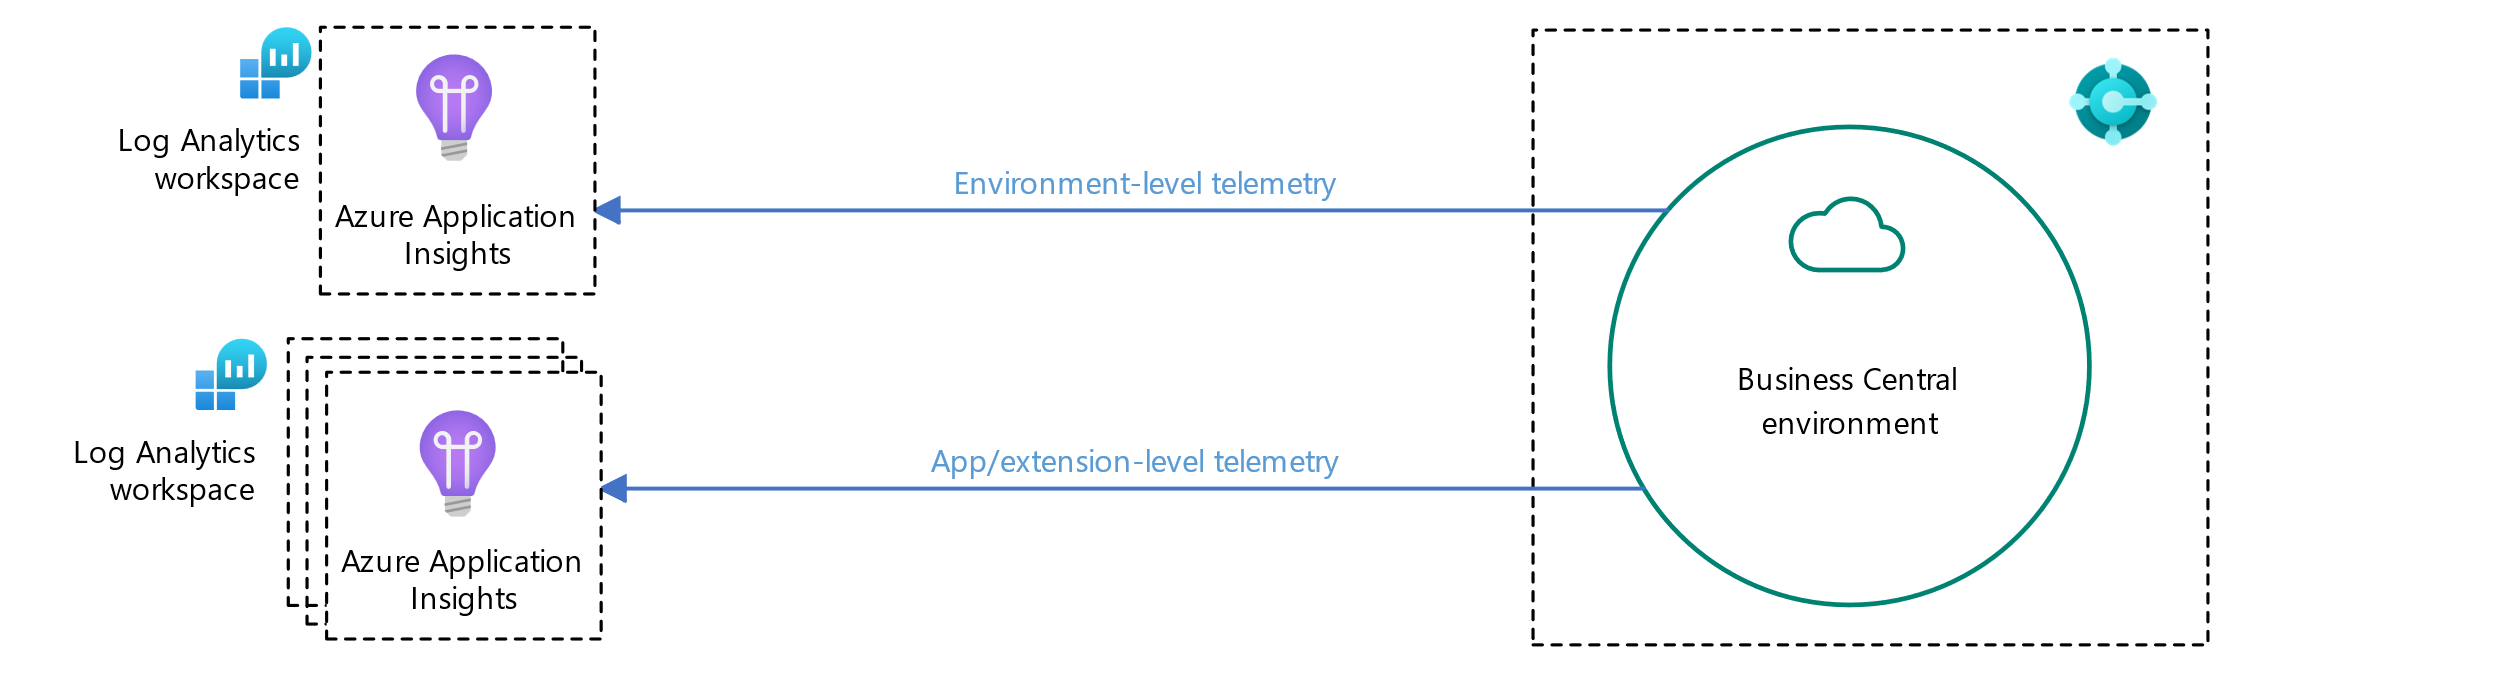 Log Analytics
workspace
Azure Application
Insights
Environment-level telemetry
Log Analytics
workspace
Azure Application
Insights
App/extension-level telemetry
Business Central
environment